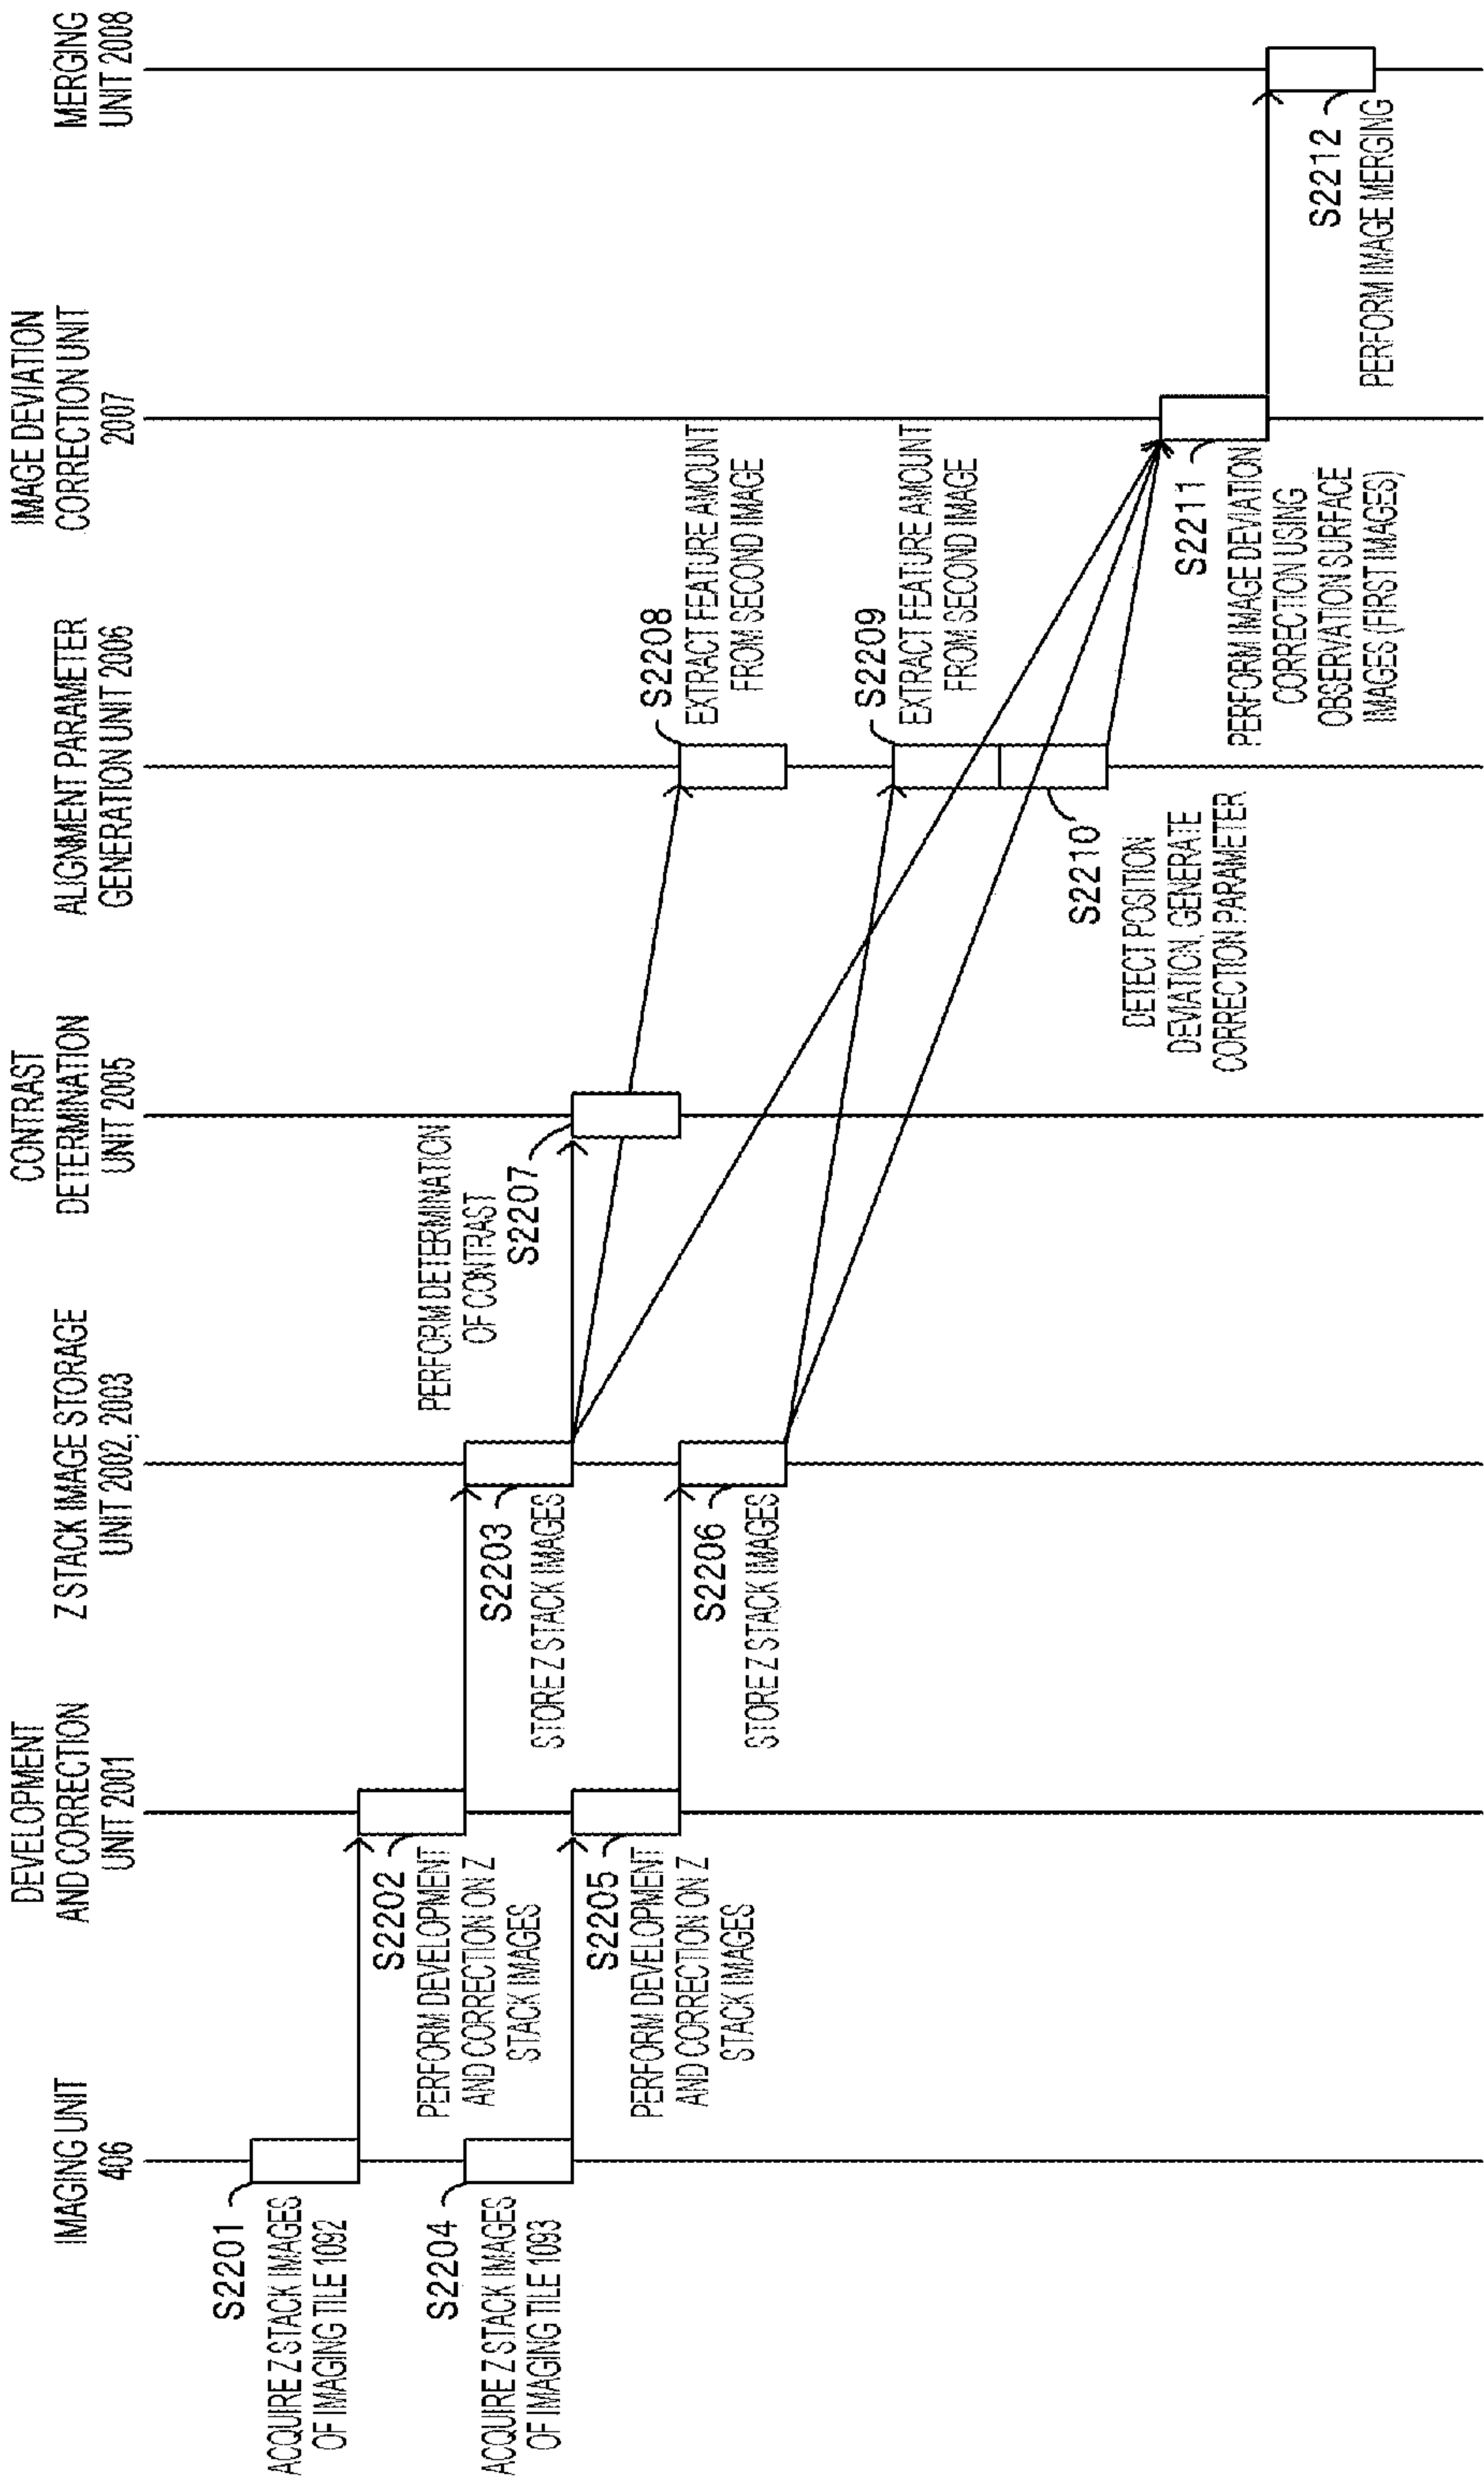 IMAGING UNIT
406
DEVELOPMENT
AND CORRECTION
UNIT 2001
Z STACK IMAGE STORAGE
UNIT 2002, 2003
CONTRAST
DETERMINATION
UNIT 2005
ALIGNMENT PARAMETER
GENERATION UNIT 2006
IMAGE DEVIATION
CORRECTION UNIT
2007
MERGING
UNIT 2008
S2201
ACQUIRE Z STACK IMAGES
OF IMAGING TILE 1092
S2202
PERFORM DEVELOPMENT
AND CORRECTION ON Z
STACK IMAGES
S2203
STORE Z STACK IMAGES
S2204
ACQUIRE Z STACK IMAGES
OF IMAGING TILE 1093
S2205
PERFORM DEVELOPMENT
AND CORRECTION ON Z
STACK IMAGES
S2206
STORE Z STACK IMAGES
PERFORM DETERMINATION
OF CONTRAST
S2207
S2208
EXTRACT FEATURE AMOUNT
FROM SECOND IMAGE
S2209
EXTRACT FEATURE AMOUNT
FROM SECOND IMAGE
S2210
DETECT POSITION
DEVIATION, GENERATE
CORRECTION PARAMETER
S2211
PERFORM IMAGE DEVIATION
CORRECTION USING
OBSERVATION SURFACE
IMAGES (FIRST IMAGES)
S2212
PERFORM IMAGE MERGING